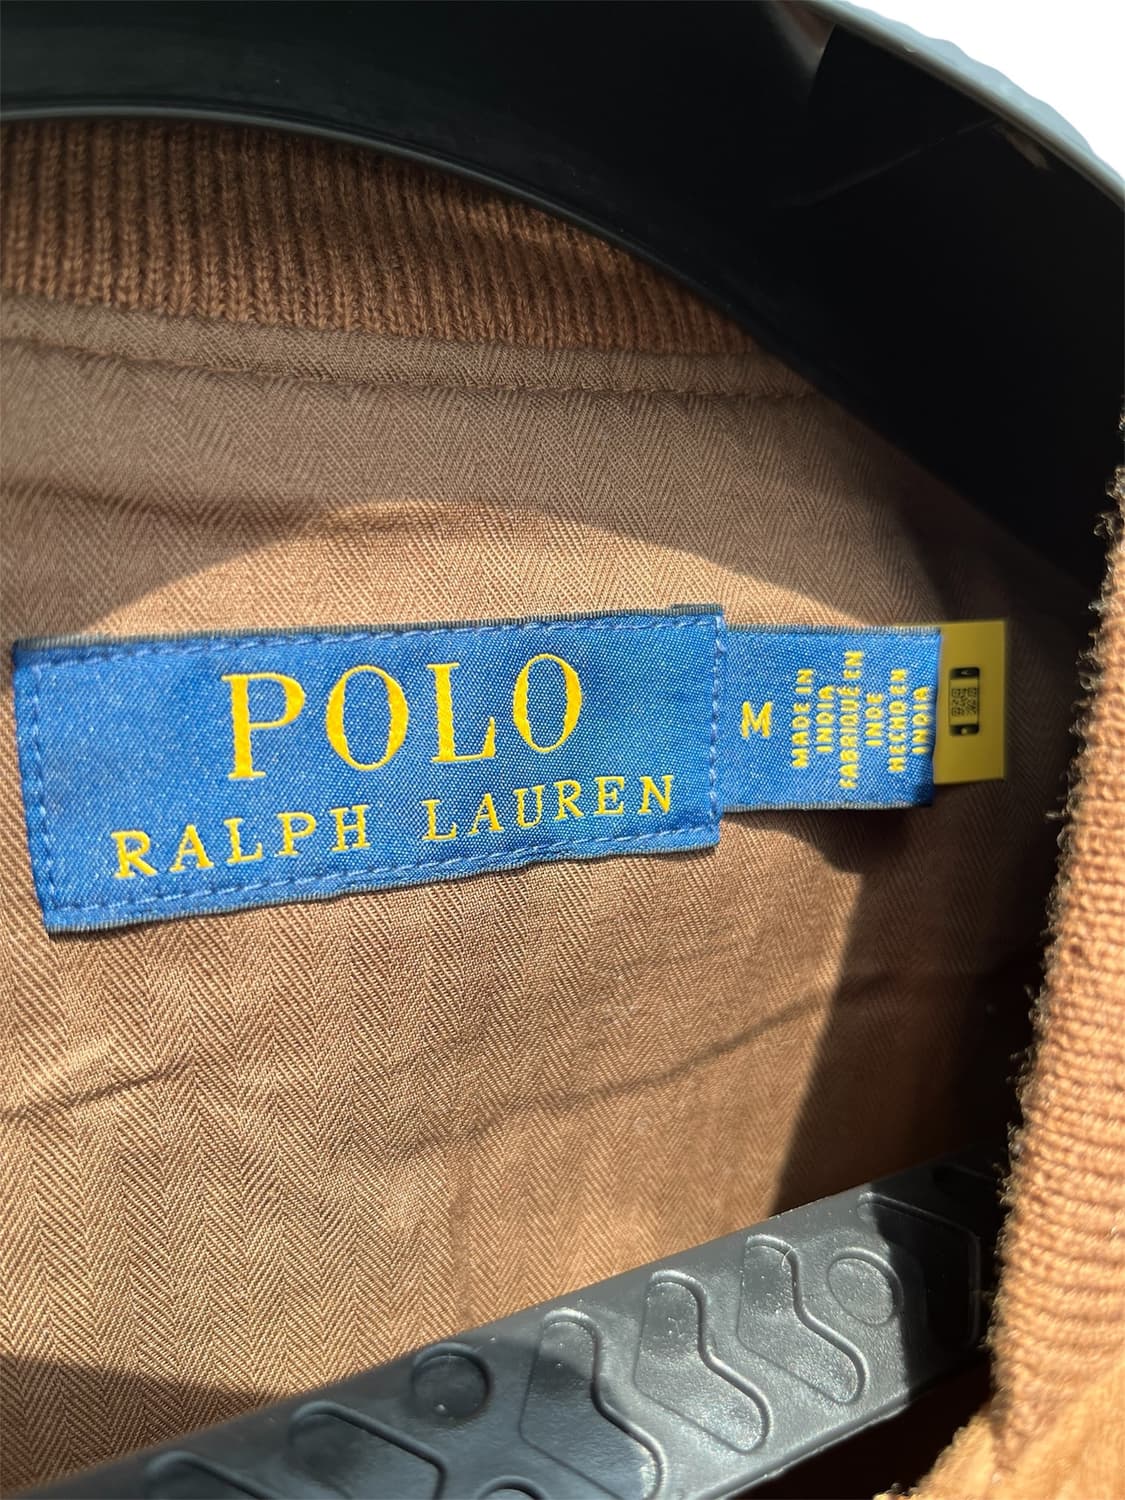 POLO
RALPH LAUREN
M
MADE IN
INDIA
FABRIQUÉ EN
INDE
HECHO EN
INDIA